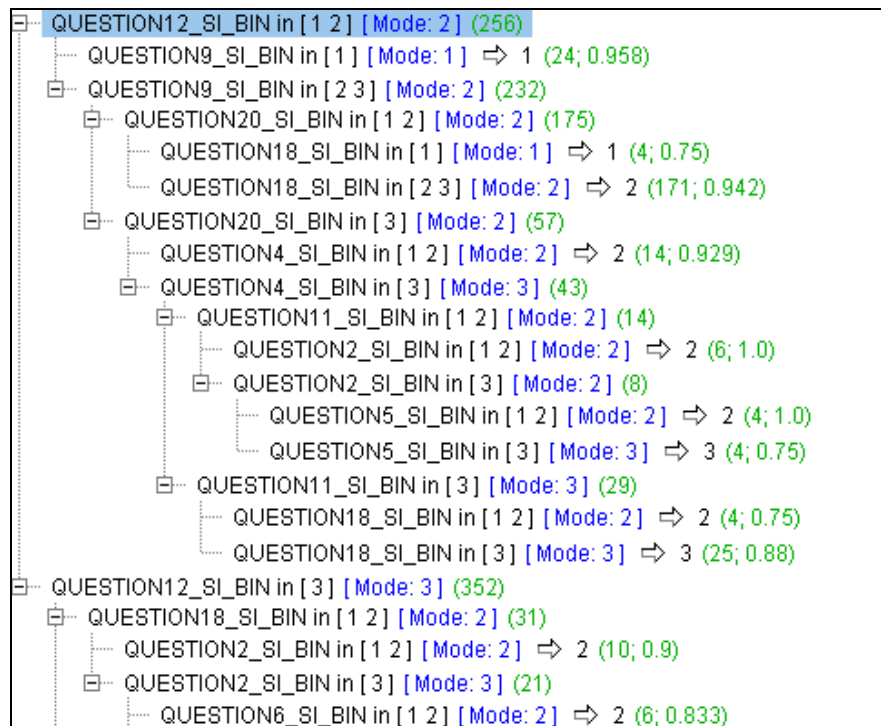 QUESTION12_SI_BIN in [1 2] [Mode: 2] (256)
QUESTION9_SI_BIN in [1] [Mode: 1] ⇨ 1 (24; 0.958)
QUESTION9_SI_BIN in [2 3] [Mode: 2] (232)
QUESTION20_SI_BIN in [1 2] [Mode: 2] (175)
QUESTION18_SI_BIN in [1] [Mode: 1] ⇨ 1 (4; 0.75)
QUESTION18_SI_BIN in [2 3] [Mode: 2] ⇨ 2 (171; 0.942)
QUESTION20_SI_BIN in [3] [Mode: 2] (57)
QUESTION4_SI_BIN in [1 2] [Mode: 2] ⇨ 2 (14; 0.929)
QUESTION4_SI_BIN in [3] [Mode: 3] (43)
QUESTION11_SI_BIN in [1 2] [Mode: 2] (14)
QUESTION2_SI_BIN in [1 2] [Mode: 2] ⇨ 2 (6; 1.0)
QUESTION2_SI_BIN in [3] [Mode: 2] (8)
QUESTION5_SI_BIN in [1 2] [Mode: 2] ⇨ 2 (4; 1.0)
QUESTION5_SI_BIN in [3] [Mode: 3] ⇨ 3 (4; 0.75)
QUESTION11_SI_BIN in [3] [Mode: 3] (29)
QUESTION18_SI_BIN in [1 2] [Mode: 2] ⇨ 2 (4; 0.75)
QUESTION18_SI_BIN in [3] [Mode: 3] ⇨ 3 (25; 0.88)
QUESTION12_SI_BIN in [3] [Mode: 3] (352)
QUESTION18_SI_BIN in [1 2] [Mode: 2] (31)
QUESTION2_SI_BIN in [1 2] [Mode: 2] ⇨ 2 (10; 0.9)
QUESTION2_SI_BIN in [3] [Mode: 3] (21)
QUESTION6_SI_BIN in [1 2] [Mode: 2] ⇨ 2 (6; 0.833)